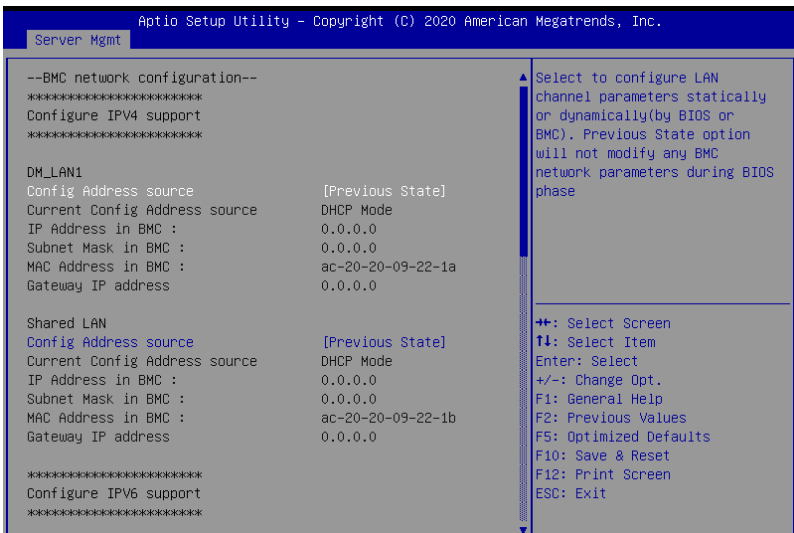 Aptio Setup Utility – Copyright (C) 2020 American Megatrends, Inc.
Server Mgmt
--BMC network configuration--
***********************
Configure IPV4 support
***********************
DM_LAN1
Config Address source [Previous State]
Current Config Address source DHCP Mode
IP Address in BMC : 0.0.0.0
Subnet Mask in BMC : 0.0.0.0
MAC Address in BMC : ac-20-20-09-22-1a
Gateway IP address 0.0.0.0
Shared LAN
Config Address source [Previous State]
Current Config Address source DHCP Mode
IP Address in BMC : 0.0.0.0
Subnet Mask in BMC : 0.0.0.0
MAC Address in BMC : ac-20-20-09-22-1b
Gateway IP address 0.0.0.0
***********************
Configure IPV6 support
***********************
Select to configure LAN
channel parameters statically
or dynamically(by BIOS or
BMC). Previous State option
will not modify any BMC
network parameters during BIOS
phase
→←: Select Screen
↑↓: Select Item
Enter: Select
+/-: Change Opt.
F1: General Help
F2: Previous Values
F5: Optimized Defaults
F10: Save & Reset
F12: Print Screen
ESC: Exit